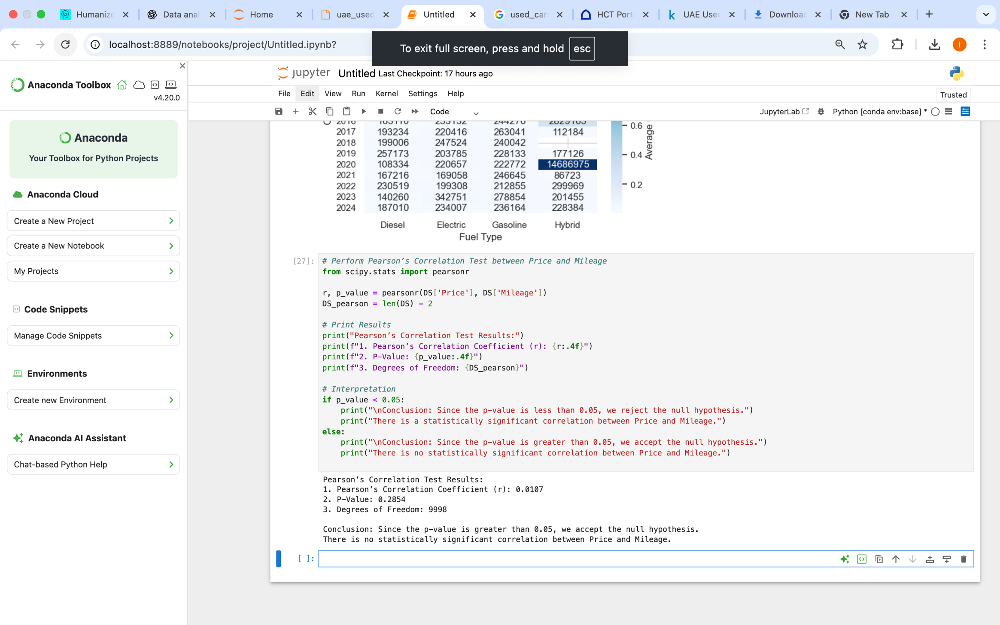 Humanize
Data anal
Home
uae_used
Untitled
used_car
HCT Port
UAE Used
Download
New Tab
localhost:8889/notebooks/project/Untitled.ipynb?
To exit full screen, press and hold esc
Anaconda Toolbox
v4.20.0
Anaconda
Your Toolbox for Python Projects
Anaconda Cloud
Create a New Project
Create a New Notebook
My Projects
Code Snippets
Manage Code Snippets
Environments
Create new Environment
Anaconda AI Assistant
Chat-based Python Help
jupyter Untitled Last Checkpoint: 17 hours ago
File Edit View Run Kernel Settings Help
Trusted
Code
JupyterLab
Python [conda env:base] *
2016 163110 233132 244276 2829163
2017 193234 220416 263041 112184
2018 199006 247524 240042
2019 257173 203785 228133 177126
2020 108334 220657 222772 14686975
2021 167216 169058 246645 86723
2022 230519 199308 212855 299969
2023 140260 342751 278854 201455
2024 187010 234007 236164 228384
Diesel Electric Gasoline Hybrid
Fuel Type
0.6
0.4
0.2
Average
[27]:
# Perform Pearson’s Correlation Test between Price and Mileage
from scipy.stats import pearsonr
r, p_value = pearsonr(DS['Price'], DS['Mileage'])
DS_pearson = len(DS) - 2
# Print Results
print("Pearson’s Correlation Test Results:")
print(f"1. Pearson’s Correlation Coefficient (r): {r:.4f}")
print(f"2. P-Value: {p_value:.4f}")
print(f"3. Degrees of Freedom: {DS_pearson}")
# Interpretation
if p_value < 0.05:
print("\nConclusion: Since the p-value is less than 0.05, we reject the null hypothesis.")
print("There is a statistically significant correlation between Price and Mileage.")
else:
print("\nConclusion: Since the p-value is greater than 0.05, we accept the null hypothesis.")
print("There is no statistically significant correlation between Price and Mileage.")
Pearson’s Correlation Test Results:
1. Pearson’s Correlation Coefficient (r): 0.0107
2. P-Value: 0.2854
3. Degrees of Freedom: 9998
Conclusion: Since the p-value is greater than 0.05, we accept the null hypothesis.
There is no statistically significant correlation between Price and Mileage.
[ ]: